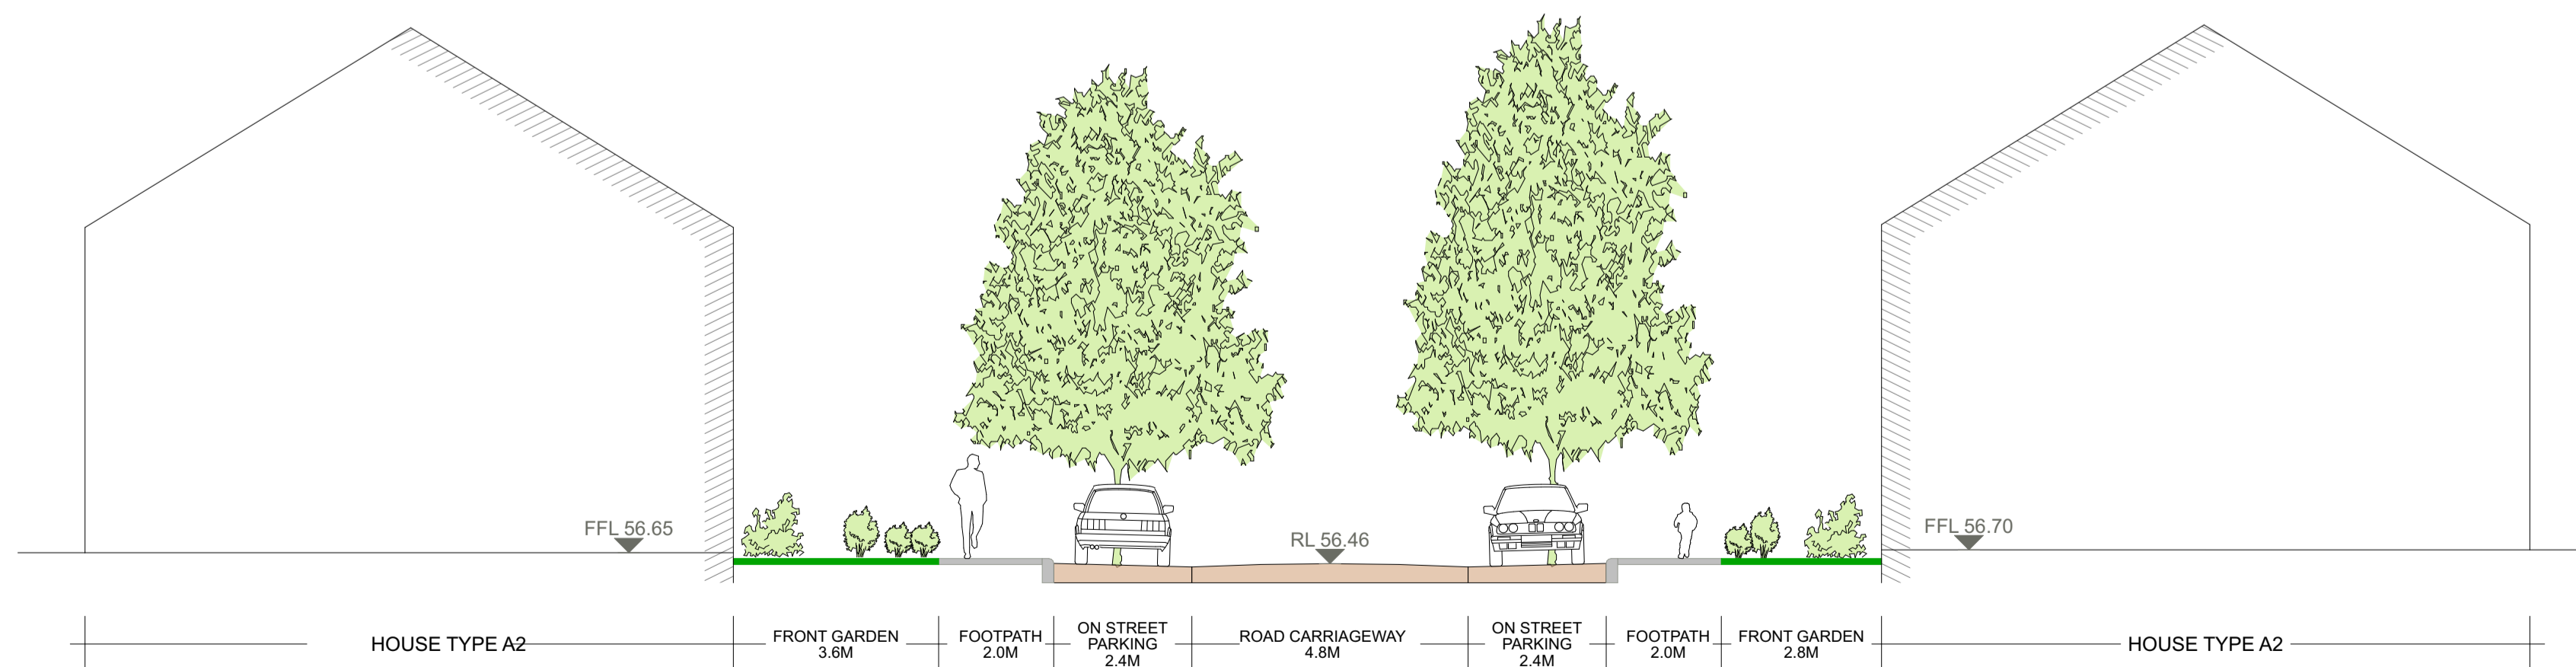 FFL 56.65
RL 56.46
FFL 56.70
HOUSE TYPE A2
FRONT GARDEN
3.6M
FOOTPATH
2.0M
ON STREET
PARKING
2.4M
ROAD CARRIAGEWAY
4.8M
ON STREET
PARKING
2.4M
FOOTPATH
2.0M
FRONT GARDEN
2.8M
HOUSE TYPE A2